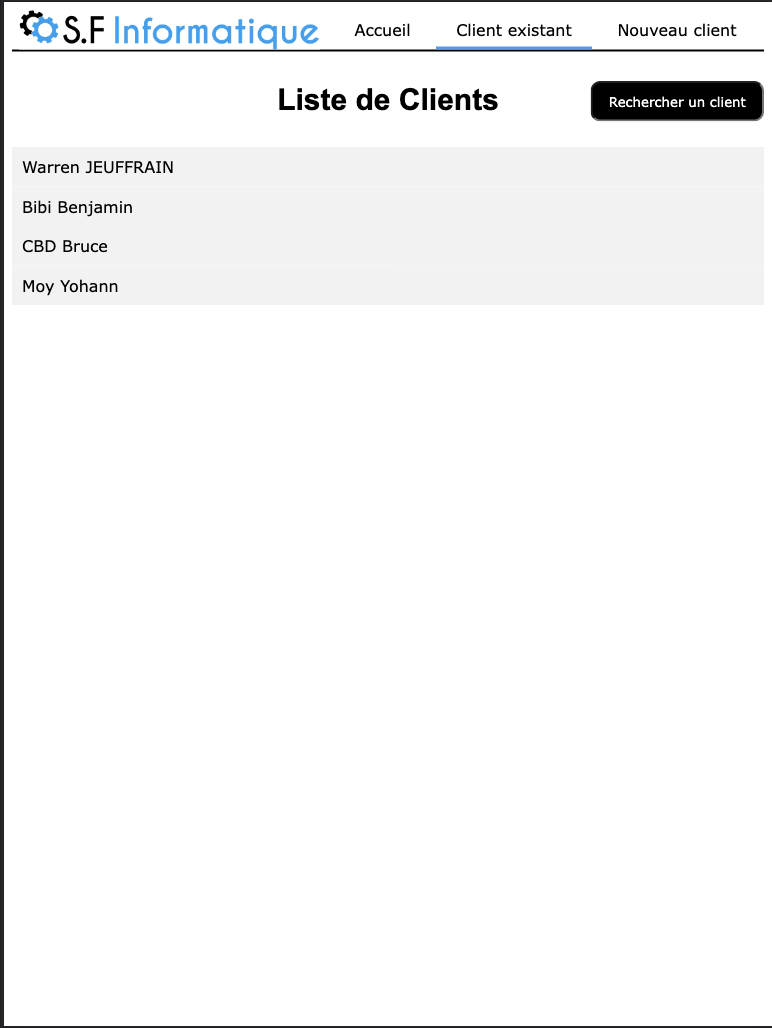 S.F Informatique Accueil Client existant Nouveau client
Liste de Clients Rechercher un client
Warren JEUFFRAIN
Bibi Benjamin
CBD Bruce
Moy Yohann